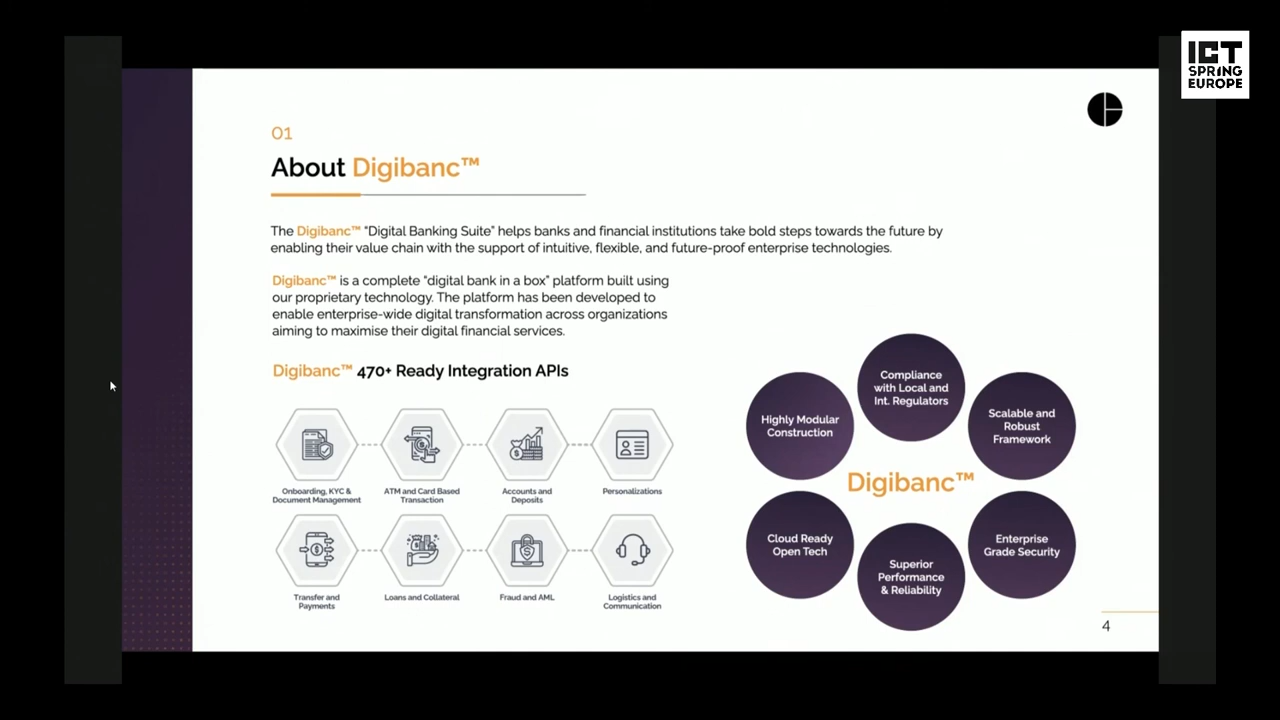 ICT
SPRING
EUROPE
01
About Digibanc™
The Digibanc™ “Digital Banking Suite” helps banks and financial institutions take bold steps towards the future by
enabling their value chain with the support of intuitive, flexible, and future-proof enterprise technologies.
Digibanc™ is a complete “digital bank in a box” platform built using
our proprietary technology. The platform has been developed to
enable enterprise-wide digital transformation across organizations
aiming to maximise their digital financial services.
Digibanc™ 470+ Ready Integration APIs
Onboarding, KYC &
Document Management
ATM and Card Based
Transaction
Accounts and
Deposits
Personalizations
Transfer and
Payments
Loans and Collateral
Fraud and AML
Logistics and
Communication
Compliance
with Local and
Int. Regulators
Highly Modular
Construction
Scalable and
Robust
Framework
Digibanc™
Cloud Ready
Open Tech
Enterprise
Grade Security
Superior
Performance
& Reliability
4